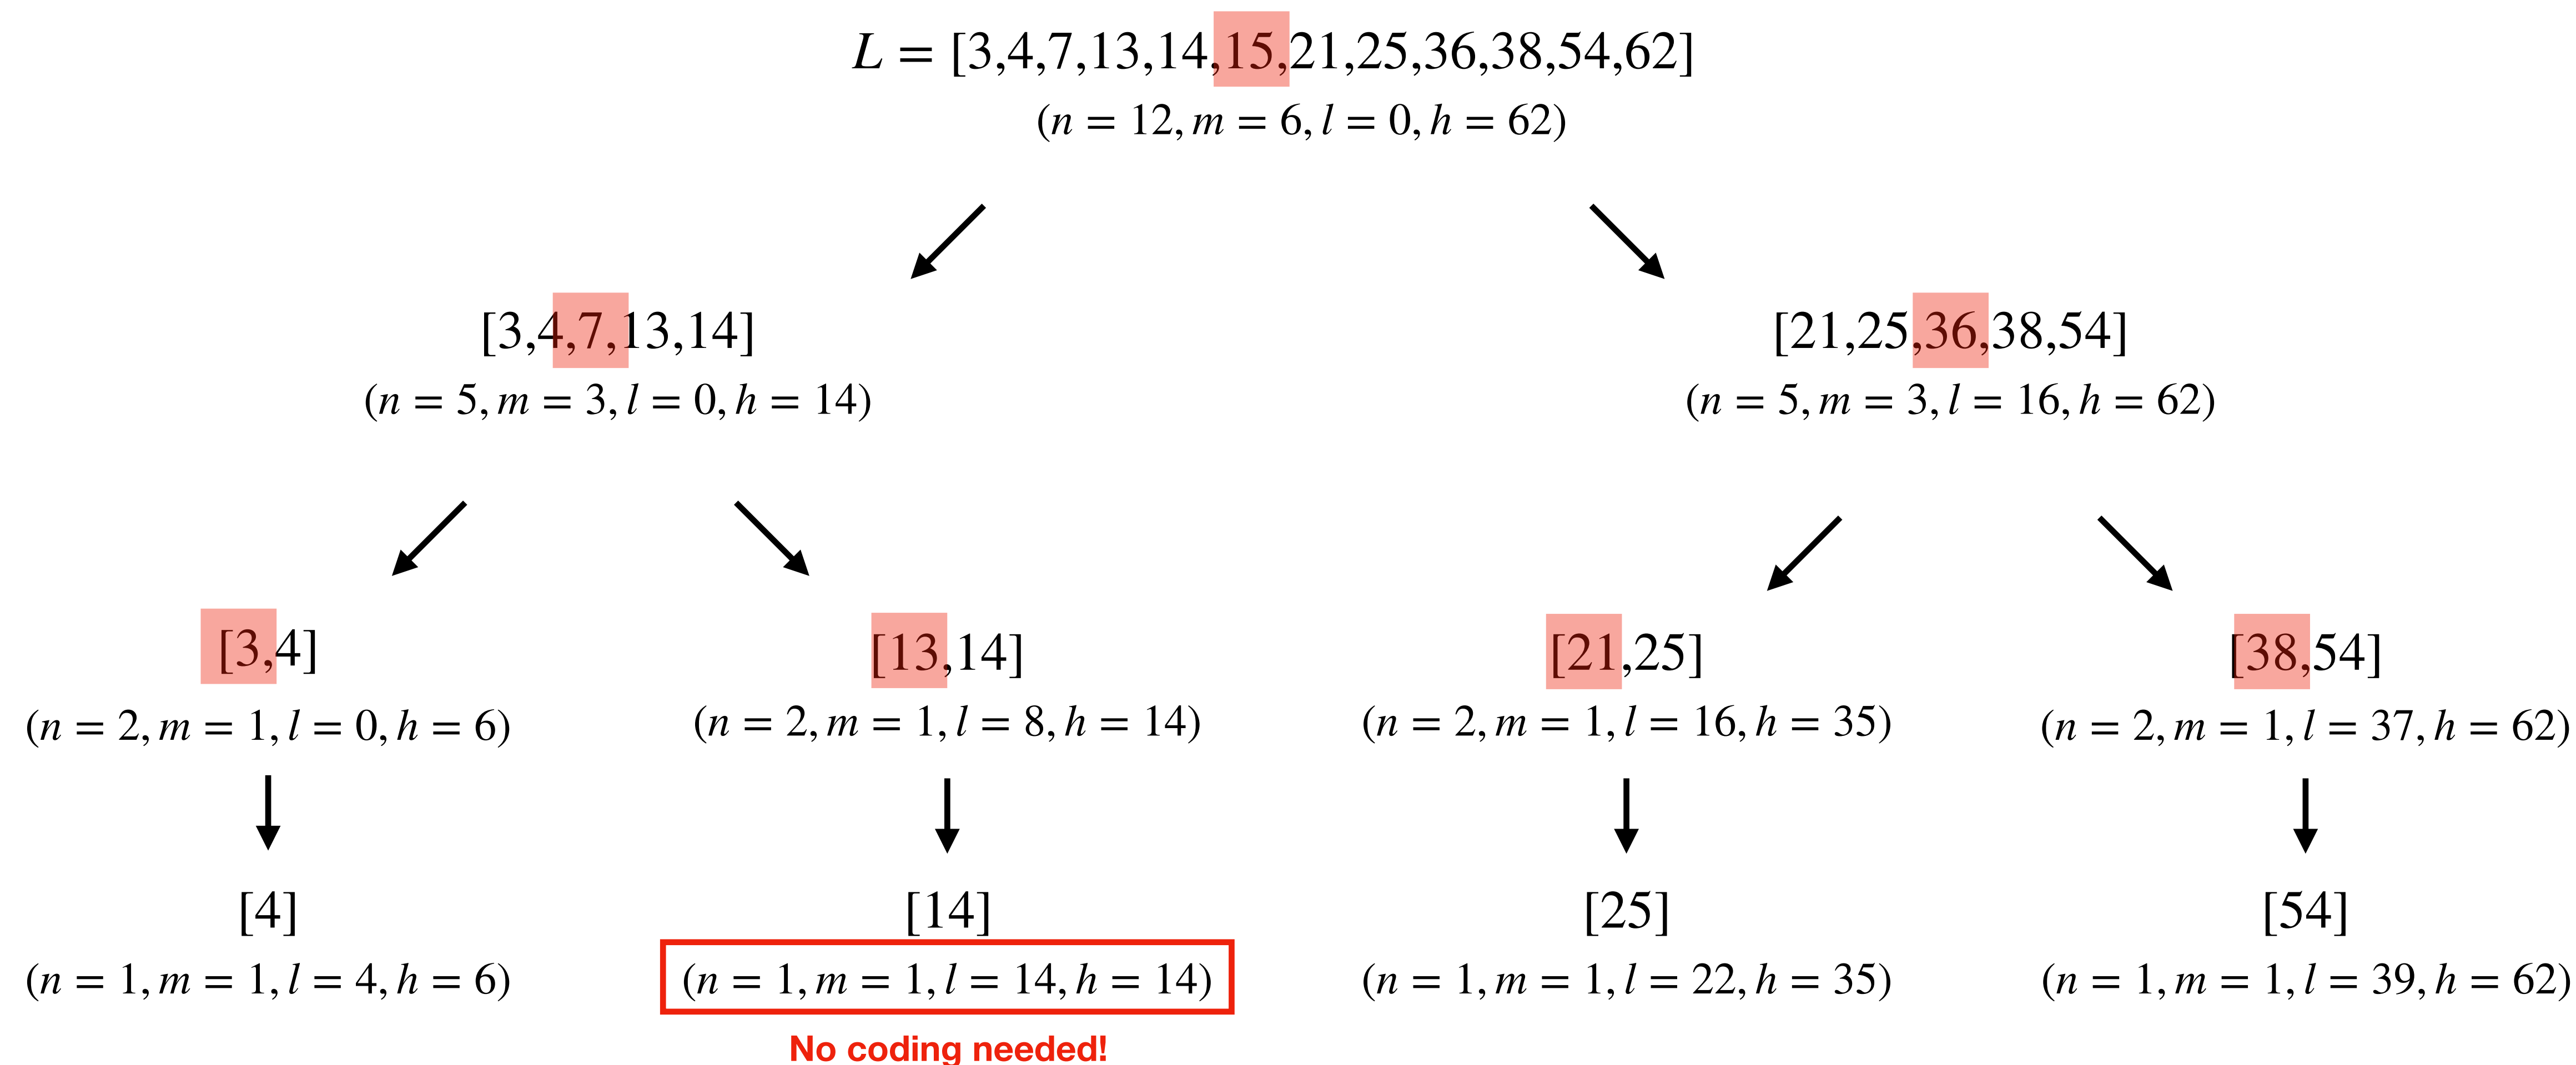 L = [3,4,7,13,14,15,21,25,36,38,54,62]
(n = 12, m = 6, l = 0, h = 62)
[3,4,7,13,14]
(n = 5, m = 3, l = 0, h = 14)
[21,25,36,38,54]
(n = 5, m = 3, l = 16, h = 62)
[3,4]
(n = 2, m = 1, l = 0, h = 6)
[13,14]
(n = 2, m = 1, l = 8, h = 14)
[21,25]
(n = 2, m = 1, l = 16, h = 35)
[38,54]
(n = 2, m = 1, l = 37, h = 62)
[4]
(n = 1, m = 1, l = 4, h = 6)
[14]
(n = 1, m = 1, l = 14, h = 14)
No coding needed!
[25]
(n = 1, m = 1, l = 22, h = 35)
[54]
(n = 1, m = 1, l = 39, h = 62)